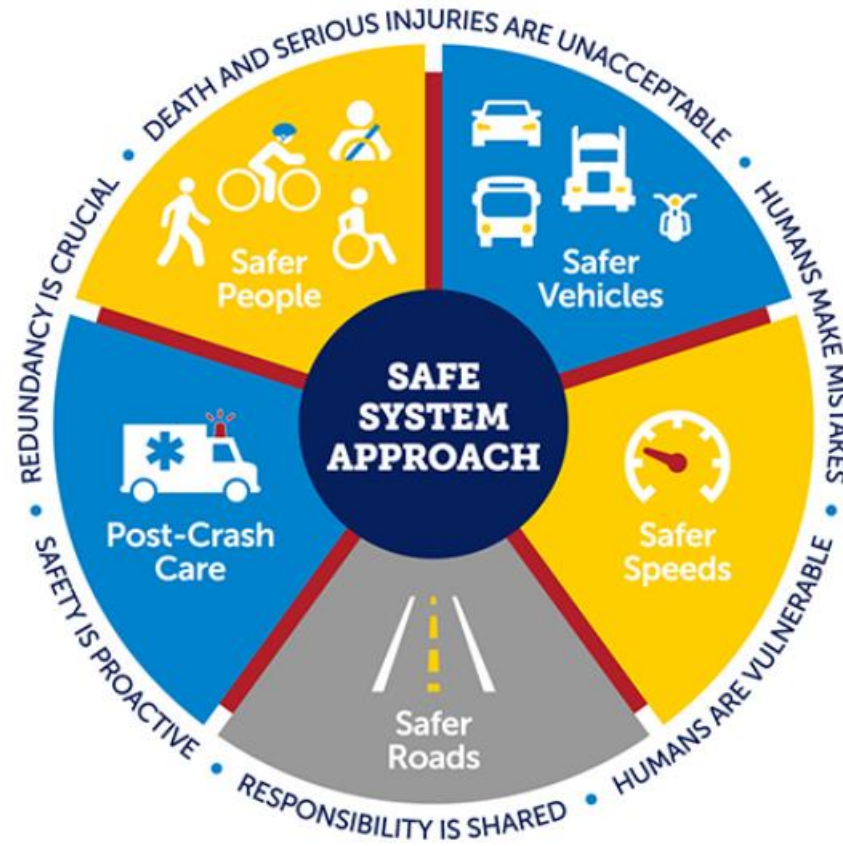 DEATH AND SERIOUS INJURIES ARE UNACCEPTABLE
HUMANS MAKE MISTAKES
HUMANS ARE VULNERABLE
RESPONSIBILITY IS SHARED
SAFETY IS PROACTIVE
REDUNDANCY IS CRUCIAL
Safer
People
Safer
Vehicles
SAFE
SYSTEM
APPROACH
Post-Crash
Care
Safer
Speeds
Safer
Roads